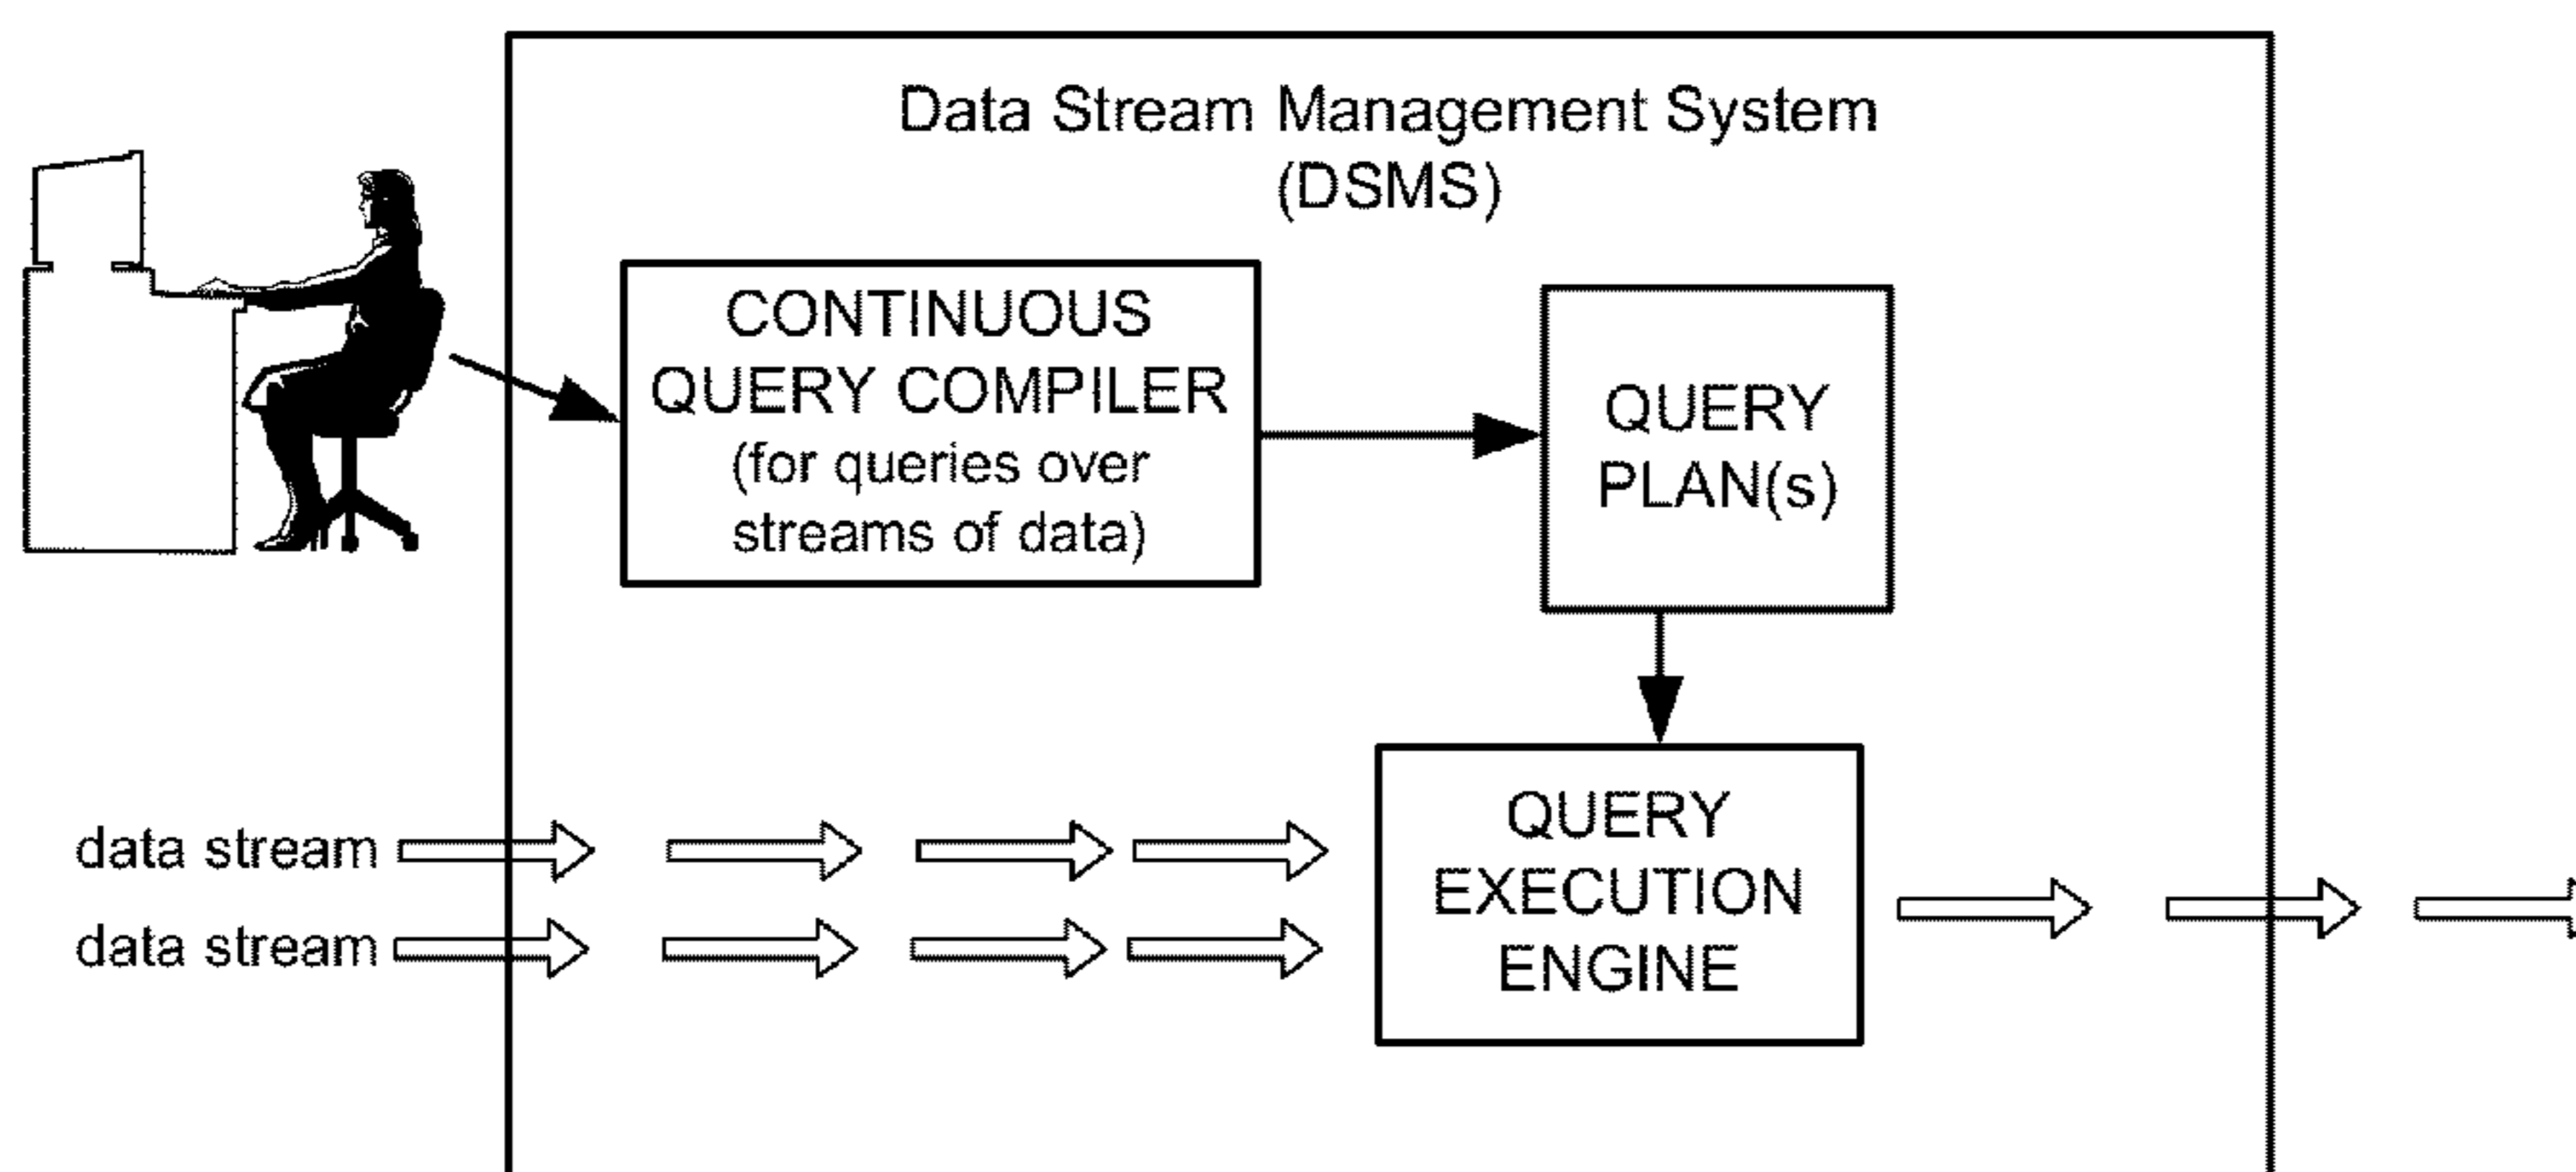 Data Stream Management System
(DSMS)
CONTINUOUS
QUERY COMPILER
(for queries over
streams of data)
QUERY
PLAN(s)
data stream
data stream
QUERY
EXECUTION
ENGINE